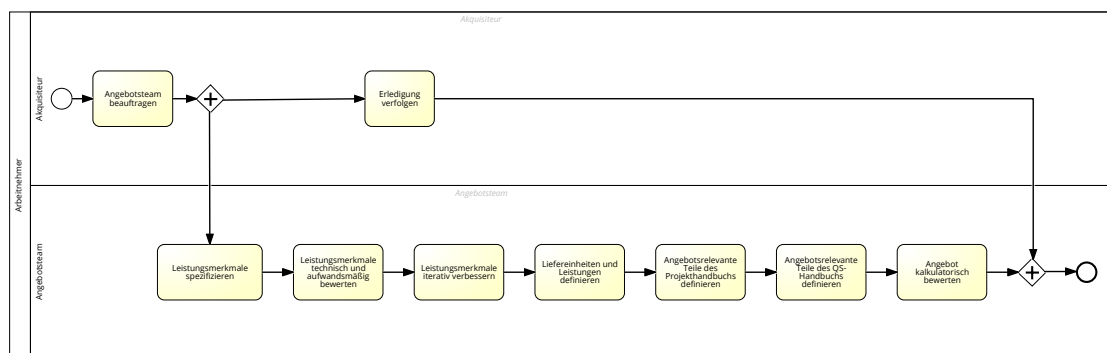 Akquisiteur
Arbeitnehmer
Akquisiteur
Angebotsteam
beauftragen
Erledigung
verfolgen
Angebotsteam
Angebotsteam
Leistungsmerkmale
spezifizieren
Leistungsmerkmale
technisch und
aufwandsmäßig
bewerten
Leistungsmerkmale
iterativ verbessern
Liefereinheiten und
Leistungen
definieren
Angebotsrelevante
Teile des
Projekthandbuchs
definieren
Angebotsrelevante
Teile des QS-
Handbuchs
definieren
Angebot
kalkulatorisch
bewerten